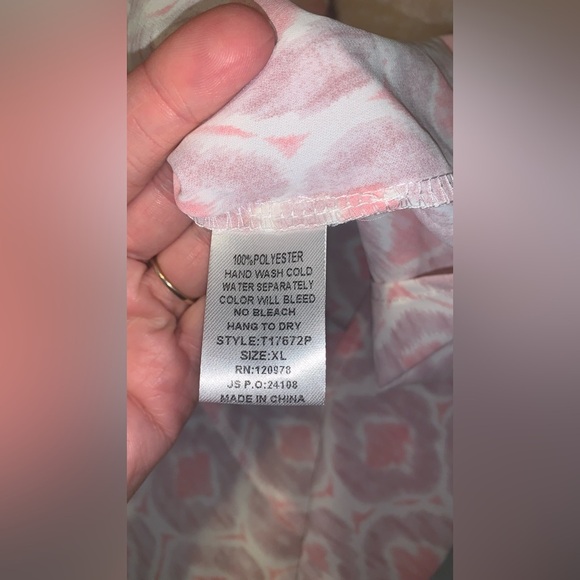 100%POLYESTER
HAND WASH COLD
WATER SEPARATELY
COLOR WILL BLEED
NO BLEACH
HANG TO DRY
STYLE:T17672P
SIZE:XL
RN:120978
US P.O:24108
MADE IN CHINA